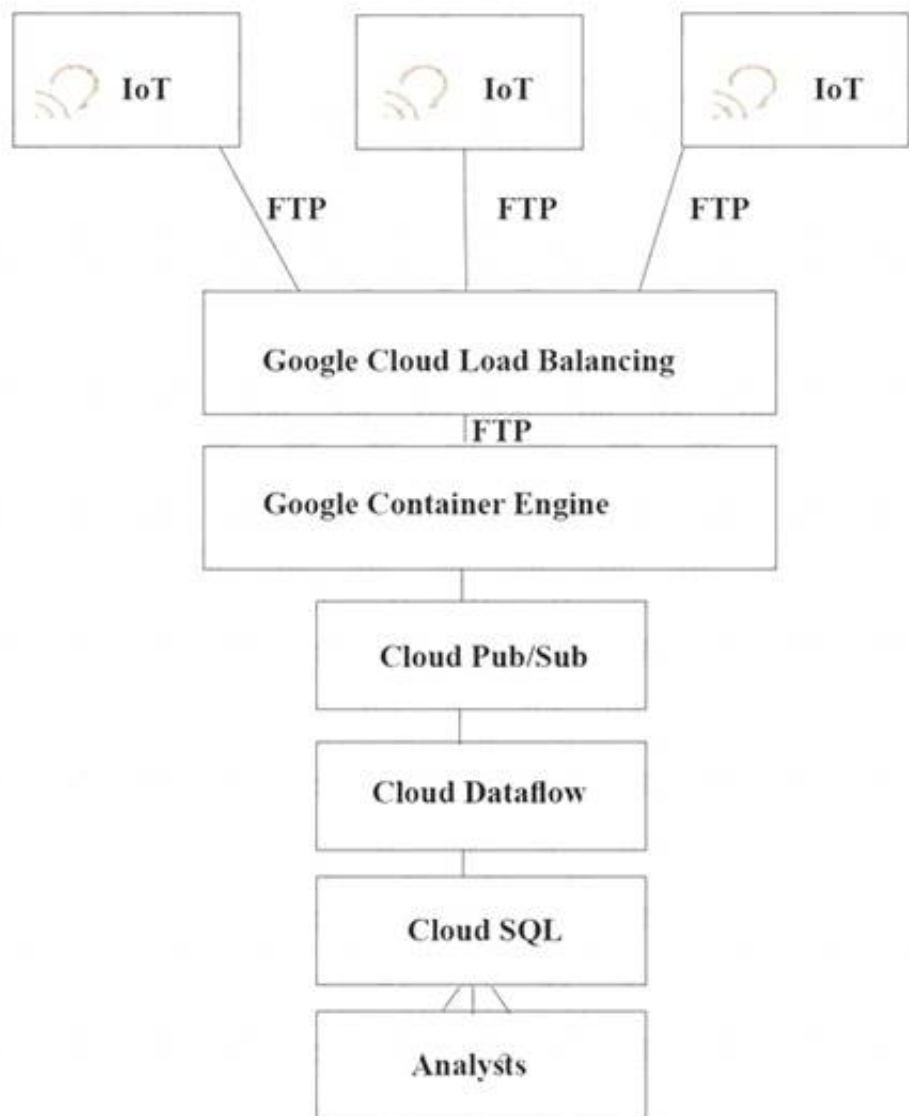 IoT
IoT
IoT
FTP
FTP
FTP
Google Cloud Load Balancing
FTP
Google Container Engine
Cloud Pub/Sub
Cloud Dataflow
Cloud SQL
Analysts